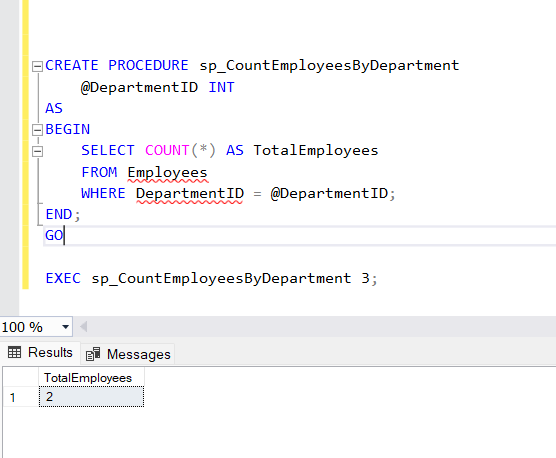 CREATE PROCEDURE sp_CountEmployeesByDepartment
@DepartmentID INT
AS
BEGIN
SELECT COUNT(*) AS TotalEmployees
FROM Employees
WHERE DepartmentID = @DepartmentID;
END;
GO
EXEC sp_CountEmployeesByDepartment 3;
100 %
Results Messages
TotalEmployees
1 2